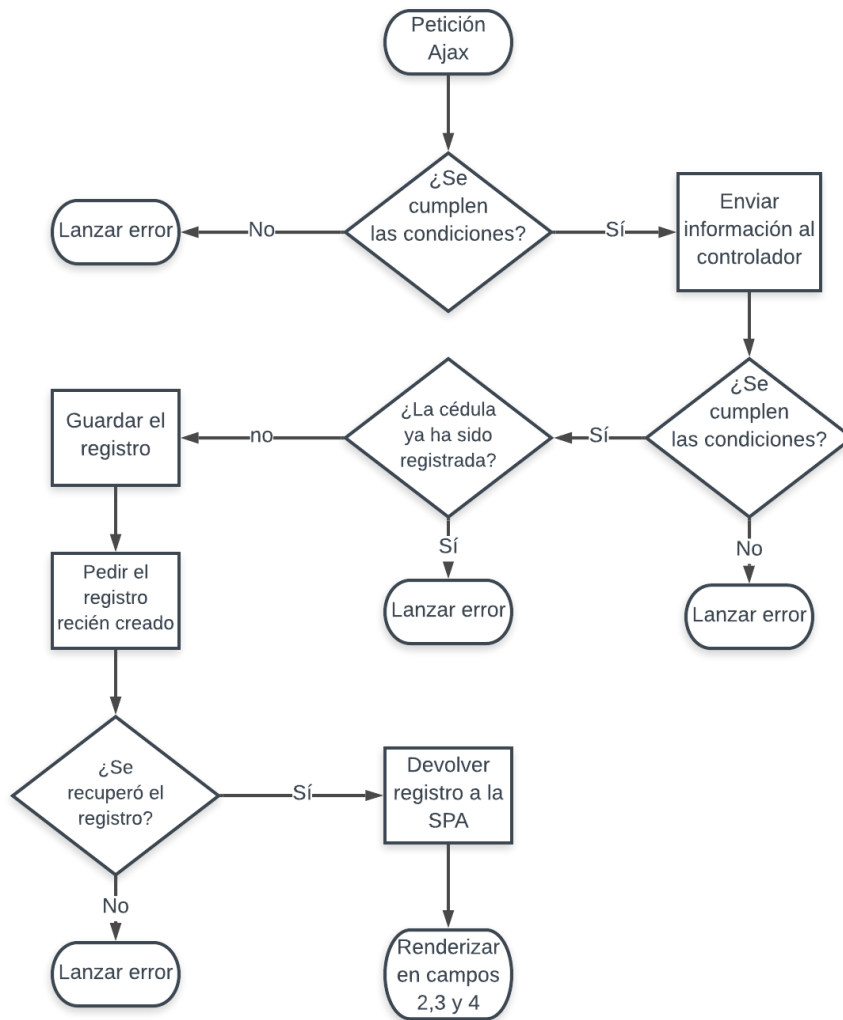 Petición
Ajax
¿Se
cumplen
las condiciones?
No
Lanzar error
Sí
Enviar
información al
controlador
¿Se
cumplen
las condiciones?
Sí
No
Lanzar error
¿La cédula
ya ha sido
registrada?
no
Sí
Lanzar error
Guardar el
registro
Pedir el
registro
recién creado
¿Se
recuperó el
registro?
Sí
No
Lanzar error
Devolver
registro a la
SPA
Renderizar
en campos
2,3 y 4